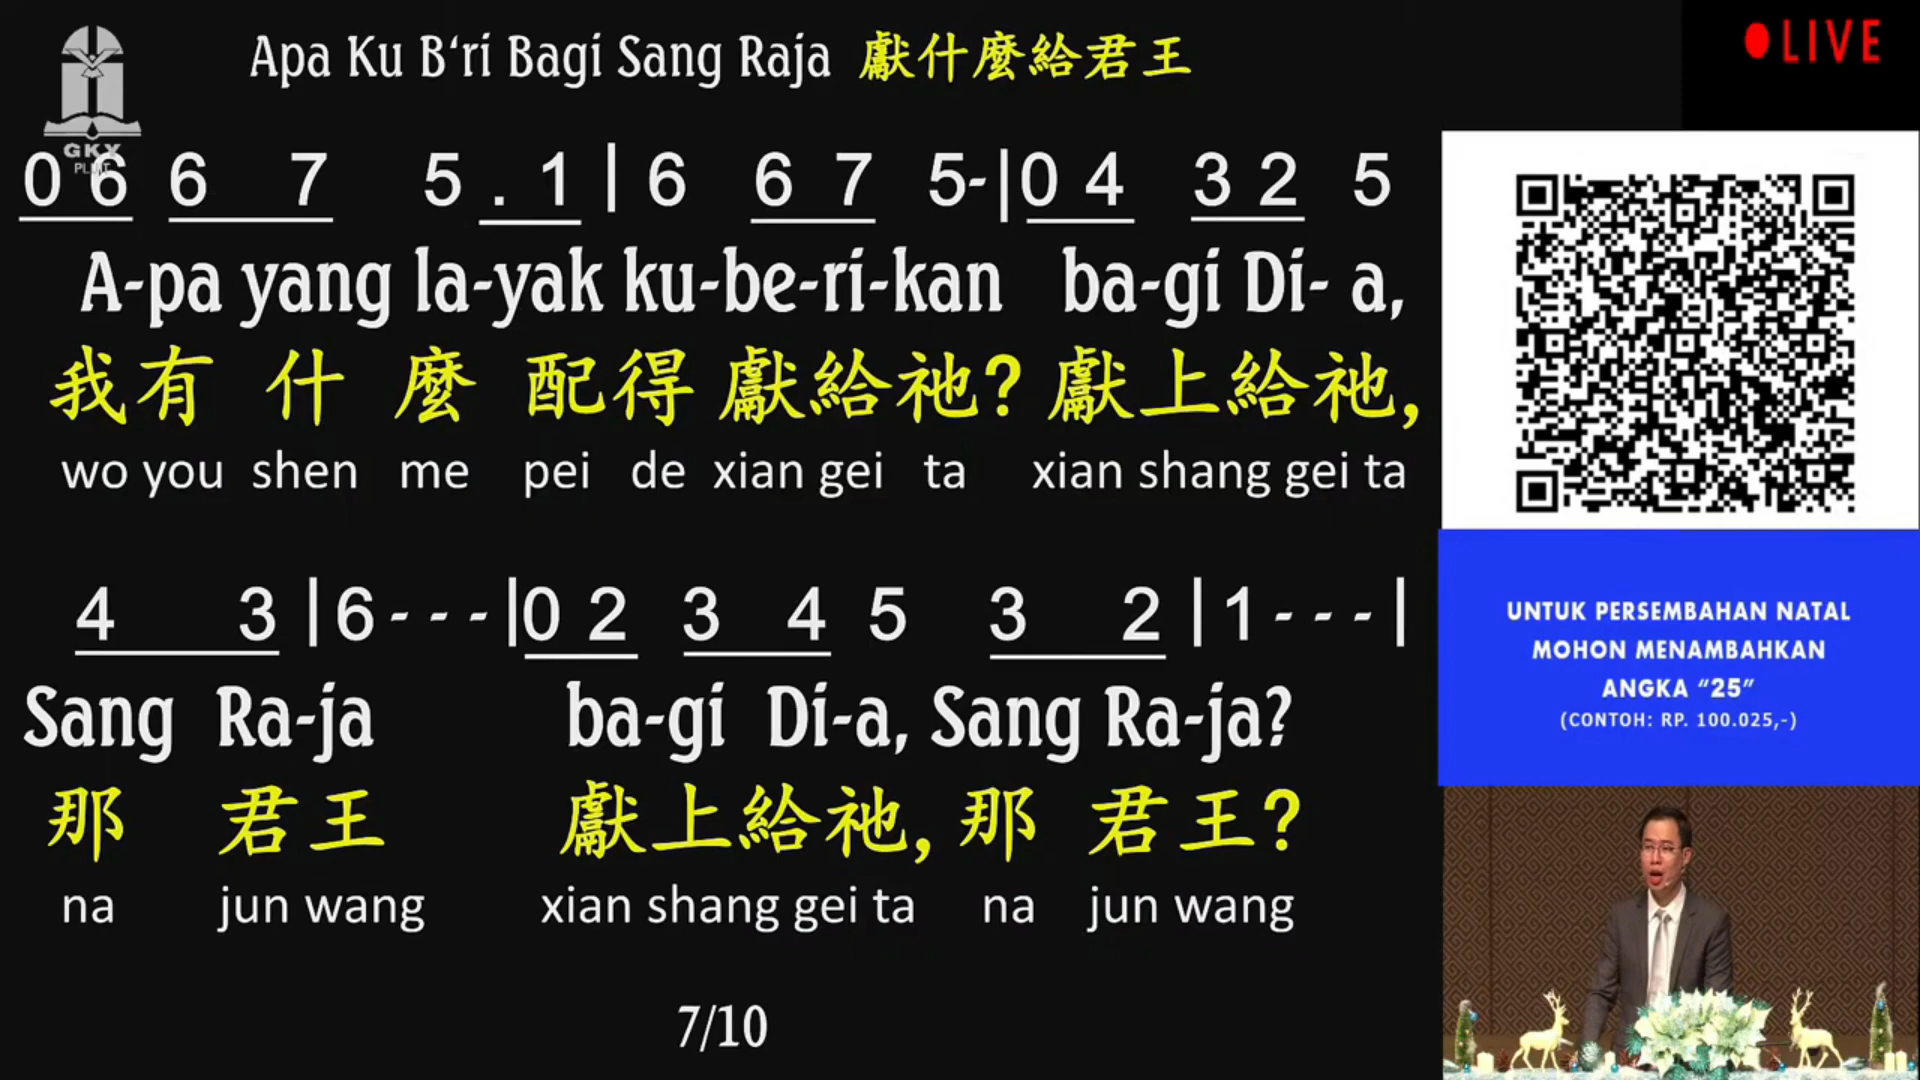 Apa Ku B‘ri Bagi Sang Raja 獻什麼給君王
LIVE
GKY
PLUIT
0 6 6 7 5 . 1 | 6 6 7 5-|0 4 3 2 5
A-pa yang la-yak ku-be-ri-kan ba-gi Di- a,
我有什麼配得獻給祂? 獻上給祂,
wo you shen me pei de xian gei ta xian shang gei ta
4 3 | 6 - - - |0 2 3 4 5 3 2 | 1 - - - |
Sang Ra-ja ba-gi Di-a, Sang Ra-ja?
那君王 獻上給祂, 那君王?
na jun wang xian shang gei ta na jun wang
7/10
UNTUK PERSEMBAHAN NATAL
MOHON MENAMBAHKAN
ANGKA “25”
(CONTOH: RP. 100.025,-)